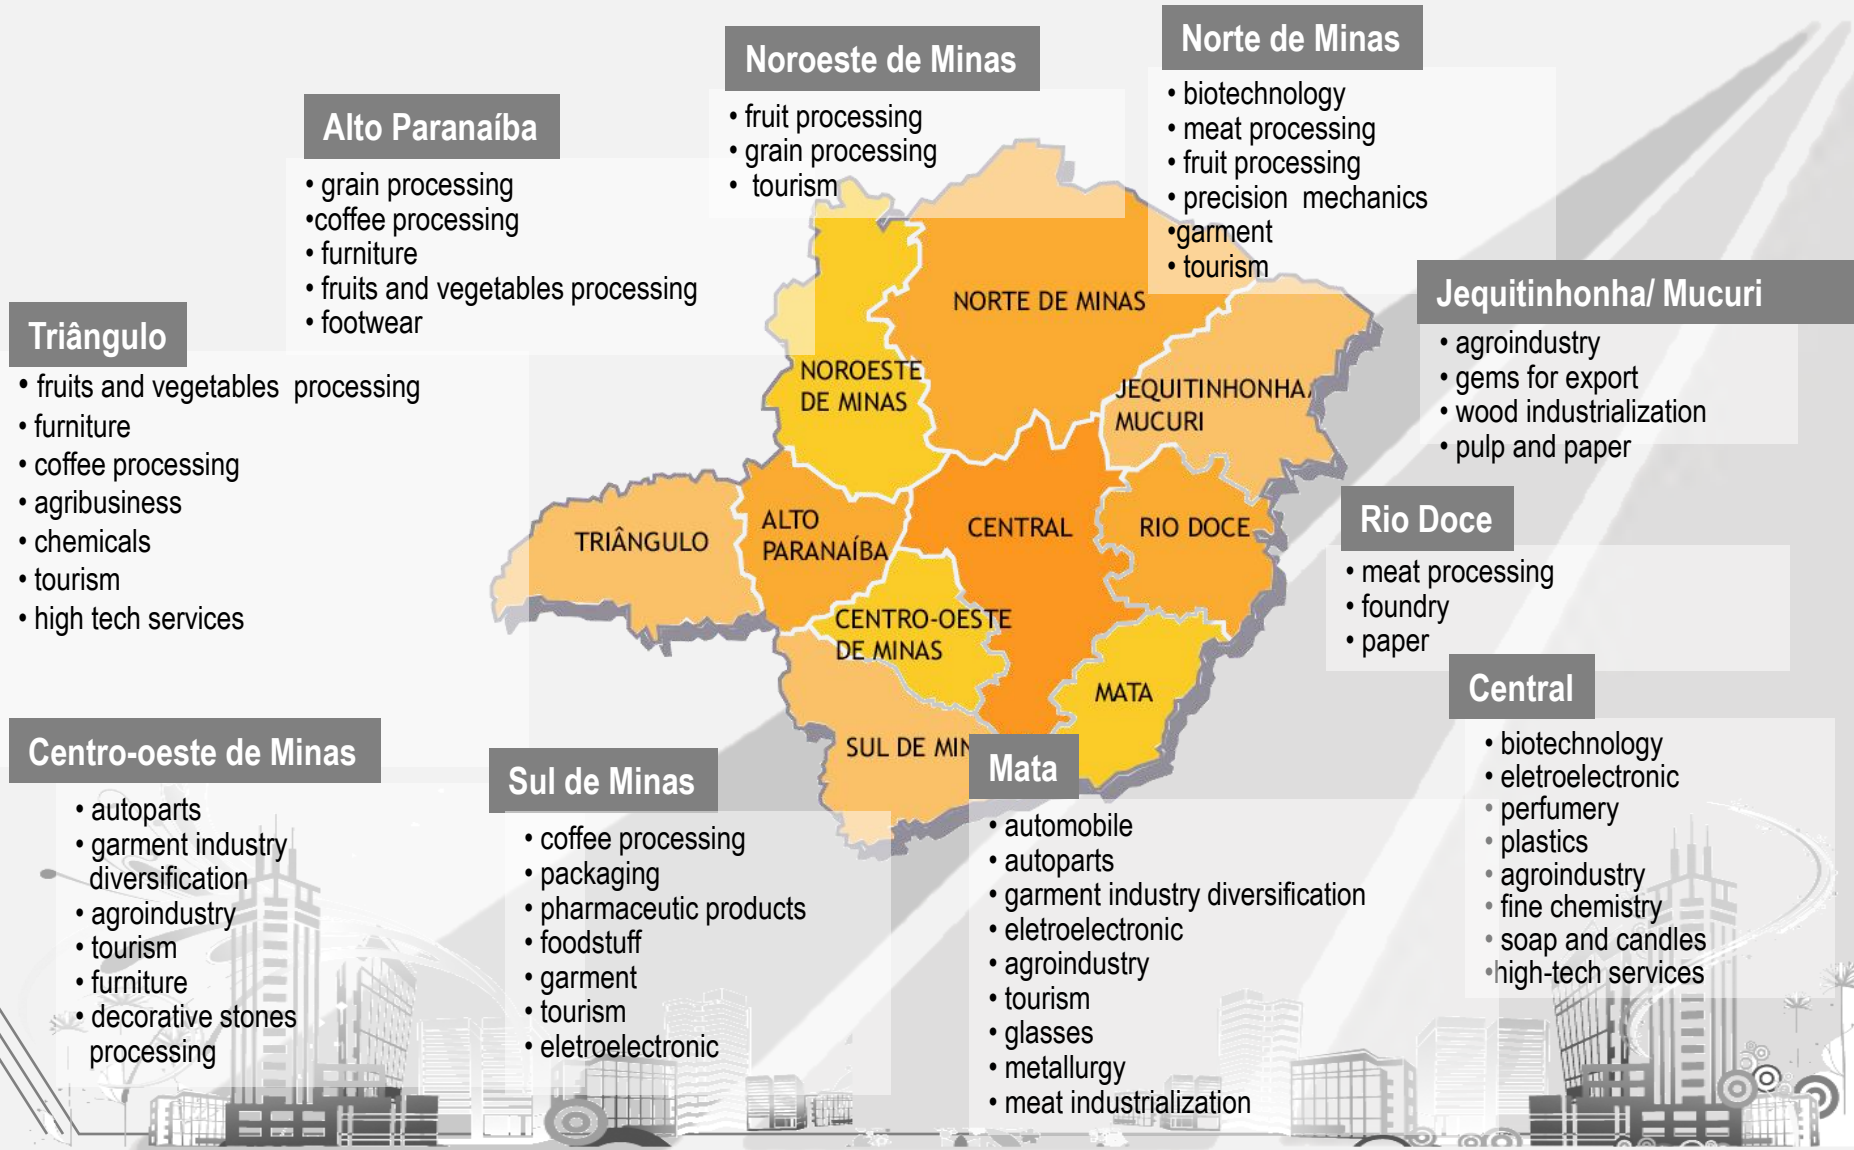 Noroeste de Minas
• fruit processing
• grain processing
• tourism
Norte de Minas
• biotechnology
• meat processing
• fruit processing
• precision mechanics
•garment
• tourism
Alto Paranaíba
• grain processing
•coffee processing
• furniture
• fruits and vegetables processing
• footwear
Jequitinhonha/ Mucuri
• agroindustry
• gems for export
• wood industrialization
• pulp and paper
Triângulo
• fruits and vegetables processing
• furniture
• coffee processing
• agribusiness
• chemicals
• tourism
• high tech services
NORTE DE MINAS
NOROESTE
DE MINAS
JEQUITINHONHA/
MUCURI
TRIÂNGULO
ALTO
PARANAÍBA
CENTRAL
RIO DOCE
CENTRO-OESTE
DE MINAS
MATA
SUL DE MIN
Rio Doce
• meat processing
• foundry
• paper
Central
• biotechnology
• eletroelectronic
• perfumery
• plastics
• agroindustry
• fine chemistry
• soap and candles
•high-tech services
Centro-oeste de Minas
• autoparts
• garment industry
diversification
• agroindustry
• tourism
• furniture
• decorative stones
processing
Sul de Minas
• coffee processing
• packaging
• pharmaceutic products
• foodstuff
• garment
• tourism
• eletroelectronic
Mata
• automobile
• autoparts
• garment industry diversification
• eletroelectronic
• agroindustry
• tourism
• glasses
• metallurgy
• meat industrialization